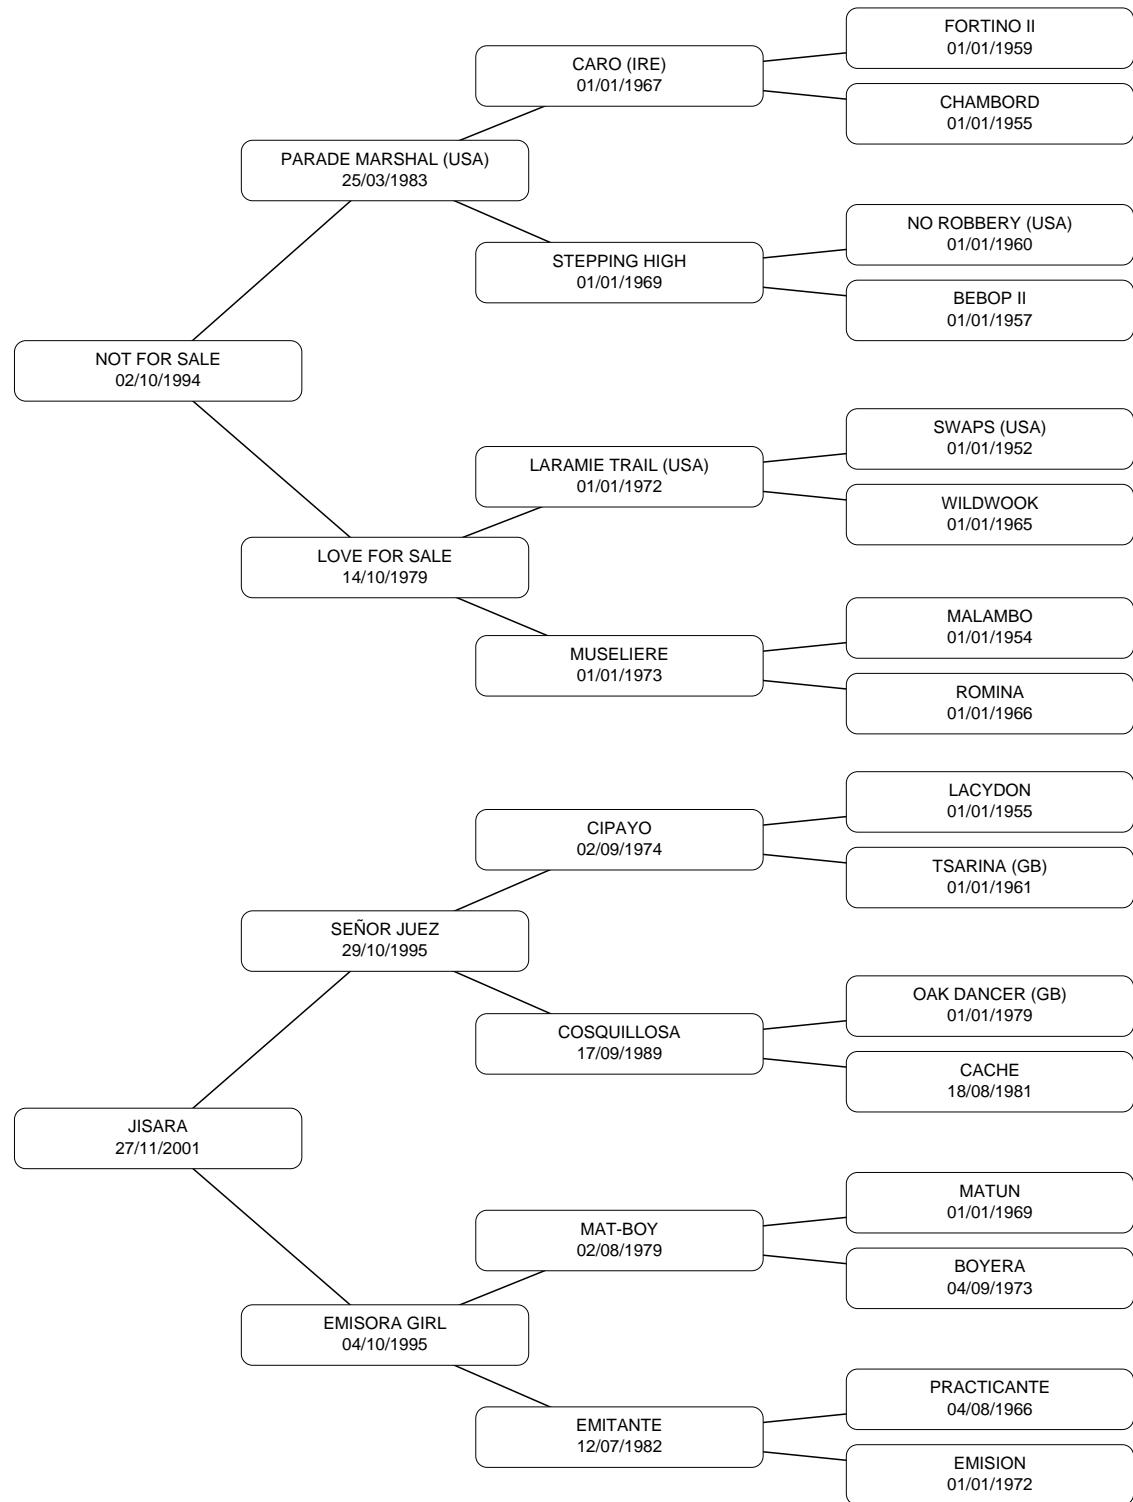 FORTINO II
01/01/1959
CARO (IRE)
01/01/1967
CHAMBORD
01/01/1955
PARADE MARSHAL (USA)
25/03/1983
NO ROBBERY (USA)
01/01/1960
STEPPING HIGH
01/01/1969
BEBOP II
01/01/1957
NOT FOR SALE
02/10/1994
SWAPS (USA)
01/01/1952
LARAMIE TRAIL (USA)
01/01/1972
WILDWOOK
01/01/1965
LOVE FOR SALE
14/10/1979
MALAMBO
01/01/1954
MUSELIERE
01/01/1973
ROMINA
01/01/1966
LACYDON
01/01/1955
CIPAYO
02/09/1974
TSARINA (GB)
01/01/1961
SEÑOR JUEZ
29/10/1995
OAK DANCER (GB)
01/01/1979
COSQUILLOSA
17/09/1989
CACHE
18/08/1981
JISARA
27/11/2001
MATUN
01/01/1969
MAT-BOY
02/08/1979
BOYERA
04/09/1973
EMISORA GIRL
04/10/1995
PRACTICANTE
04/08/1966
EMITANTE
12/07/1982
EMISION
01/01/1972